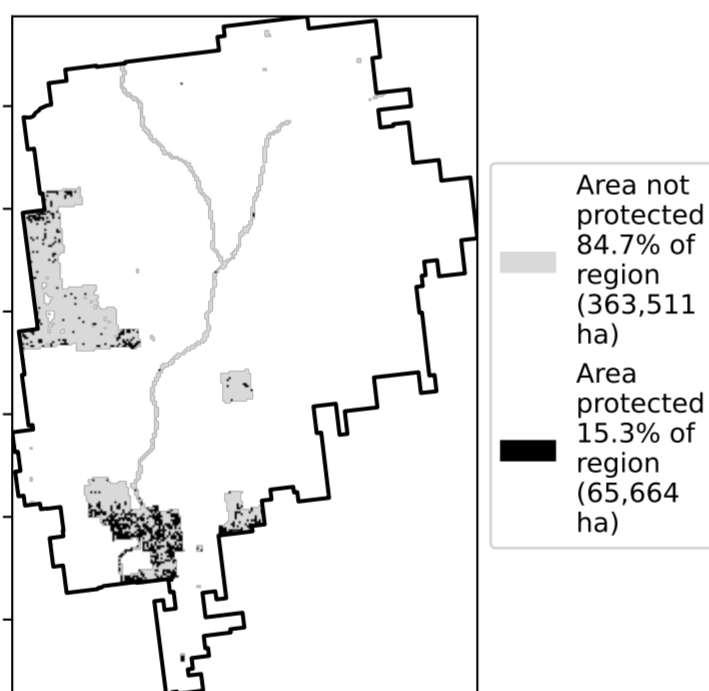 Area not
protected
84.7% of
region
(363,511
ha)
Area
protected
15.3% of
region
(65,664
ha)